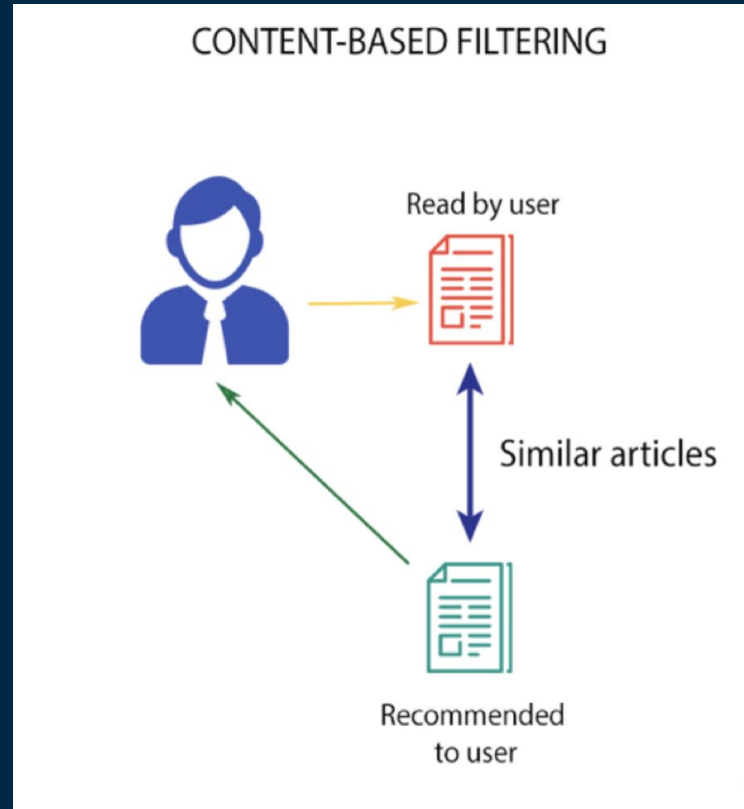 CONTENT-BASED FILTERING
Read by user
Similar articles
Recommended
to user